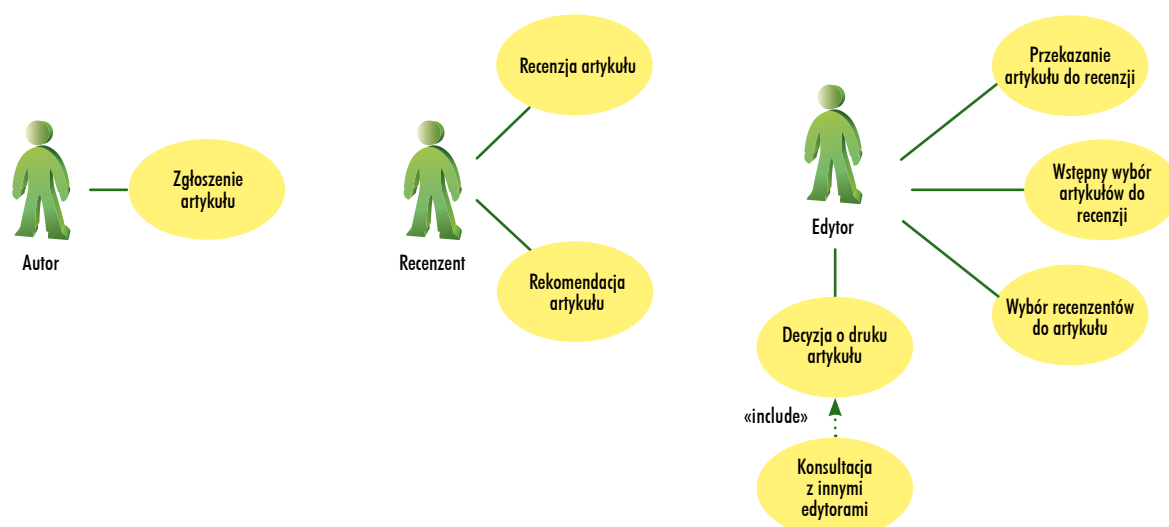 Autor
Zgłoszenie
artykułu
Recenzent
Recenzja artykułu
Rekomendacja
artykułu
Edytor
Przekazanie
artykułu do recenzji
Wstępny wybór
artykułów do
recenzji
Wybór recenzentów
do artykułu
Decyzja o druku
artykułu
«include»
Konsultacja
z innymi
edytorami